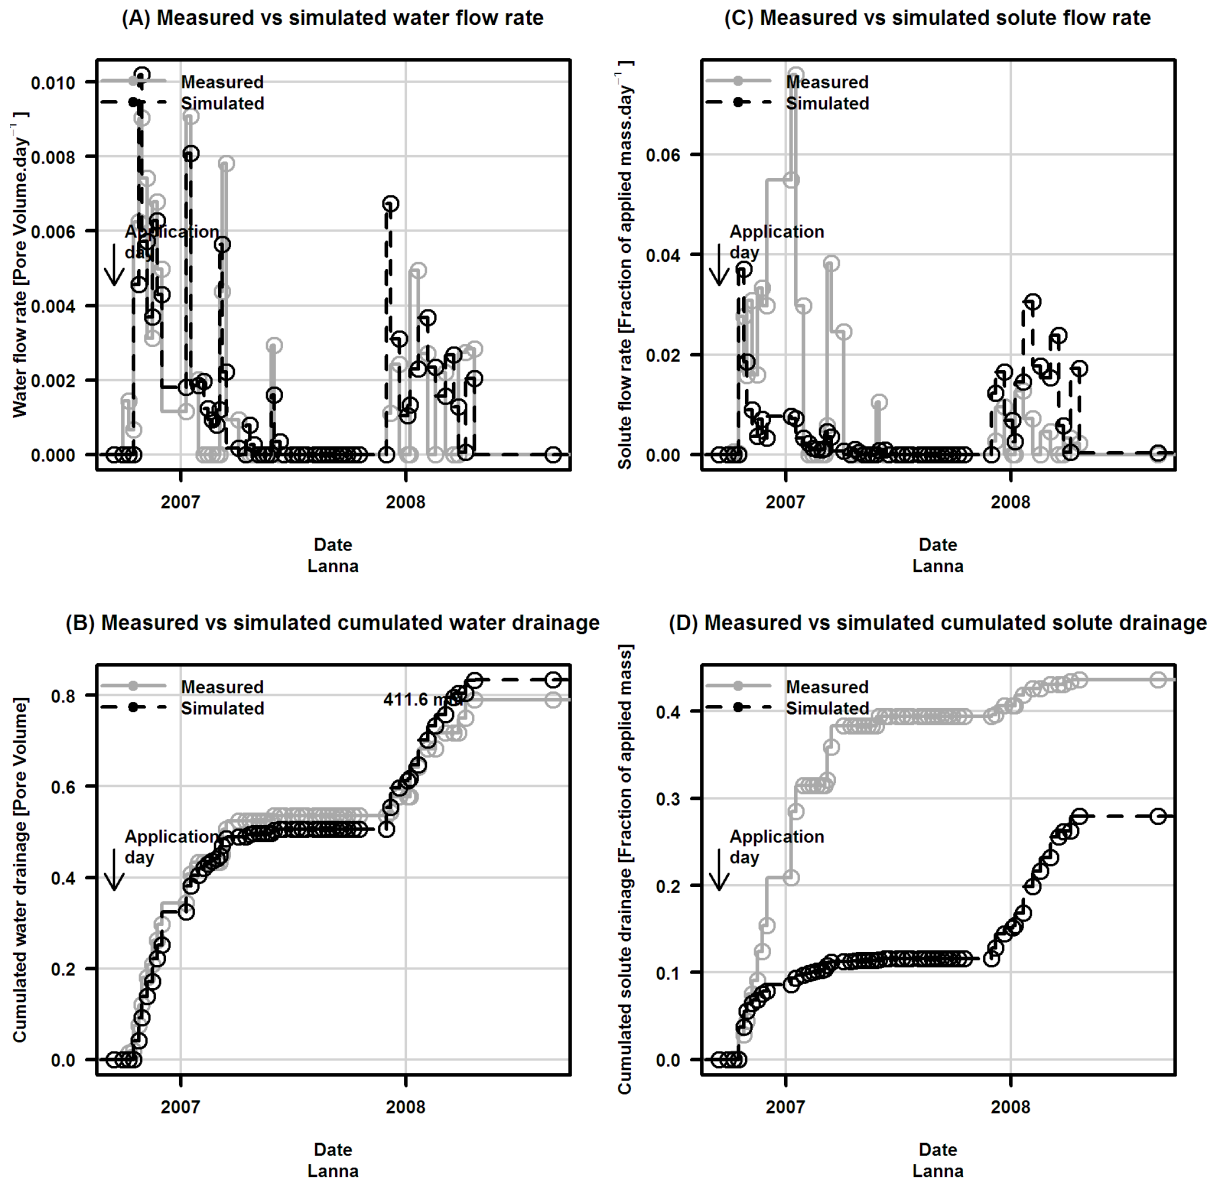 (A) Measured vs simulated water flow rate
Water flow rate [Pore Volume.day−1 ]
0.010
0.008
0.006
0.004
0.002
0.000
Measured
Simulated
Application
day
2007
2008
Date
Lanna
(C) Measured vs simulated solute flow rate
Solute flow rate [Fraction of applied mass.day−1 ]
0.06
0.04
0.02
0.00
Measured
Simulated
Application
day
2007
2008
Date
Lanna
(B) Measured vs simulated cumulated water drainage
Cumulated water drainage [Pore Volume]
0.8
0.6
0.4
0.2
0.0
Measured
Simulated
411.6
Application
day
2007
2008
Date
Lanna
(D) Measured vs simulated cumulated solute drainage
Cumulated solute drainage [Fraction of applied mass]
0.4
0.3
0.2
0.1
0.0
Measured
Simulated
Application
day
2007
2008
Date
Lanna